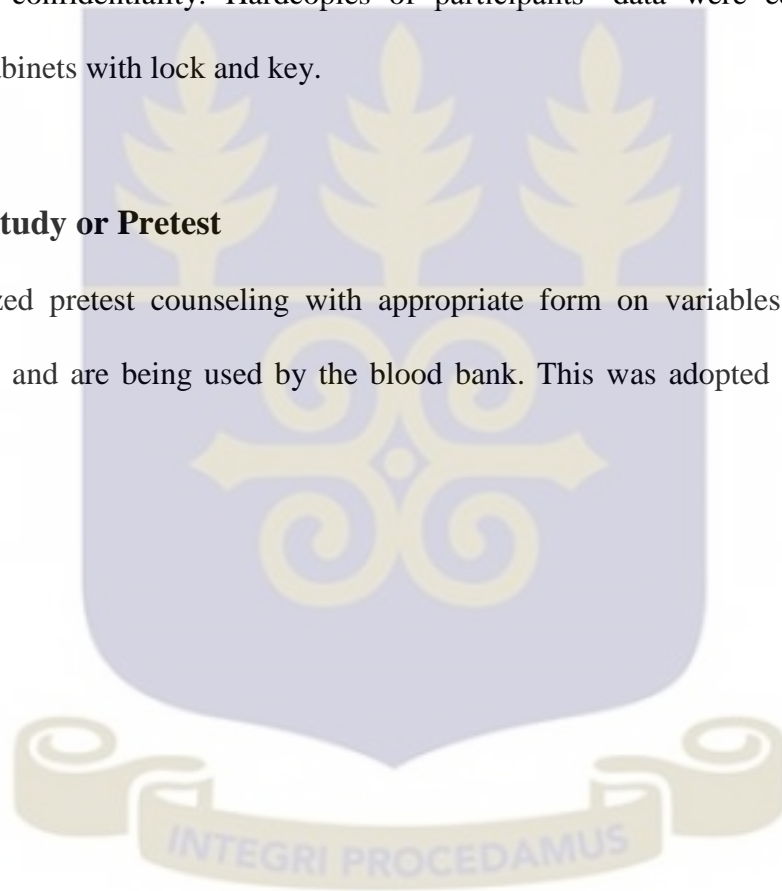 confidentiality. Hardcopies of participants' data were
abinets with lock and key.
tudy or Pretest
zed pretest counseling with appropriate form on variables
and are being used by the blood bank. This was adopted
INTEGRI PROCEDAMUS